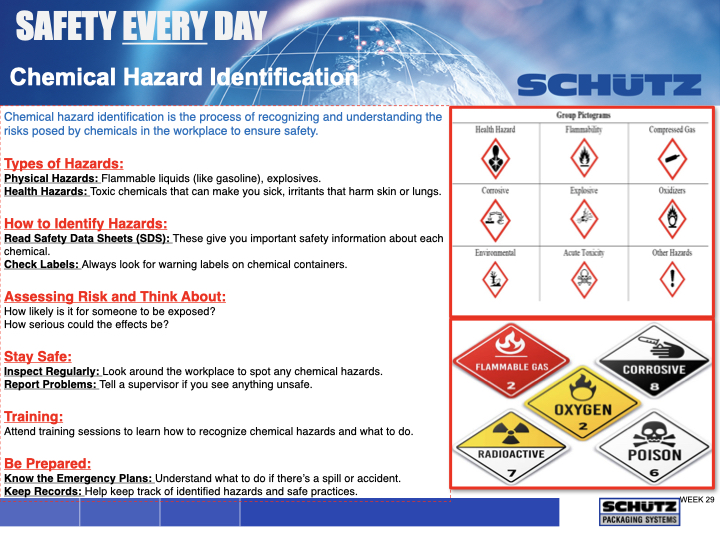 SAFETY EVERY DAY
Chemical Hazard Identification
SCHÜTZ
Chemical hazard identification is the process of recognizing and understanding the
risks posed by chemicals in the workplace to ensure safety.
Types of Hazards:
Physical Hazards: Flammable liquids (like gasoline), explosives.
Health Hazards: Toxic chemicals that can make you sick, irritants that harm skin or lungs.
How to Identify Hazards:
Read Safety Data Sheets (SDS): These give you important safety information about each
chemical.
Check Labels: Always look for warning labels on chemical containers.
Assessing Risk and Think About:
How likely is it for someone to be exposed?
How serious could the effects be?
Stay Safe:
Inspect Regularly: Look around the workplace to spot any chemical hazards.
Report Problems: Tell a supervisor if you see anything unsafe.
Training:
Attend training sessions to learn how to recognize chemical hazards and what to do.
Be Prepared:
Know the Emergency Plans: Understand what to do if there's a spill or accident.
Keep Records: Help keep track of identified hazards and safe practices.
Group Pictograms
Health Hazard Flammability Compressed Gas
Corrosive Explosive Oxidizers
Environmental Acute Toxicity Other Hazards
FLAMMABLE GAS
2
CORROSIVE
8
OXYGEN
2
RADIOACTIVE
7
POISON
6
WEEK 29
SCHÜTZ
PACKAGING SYSTEMS